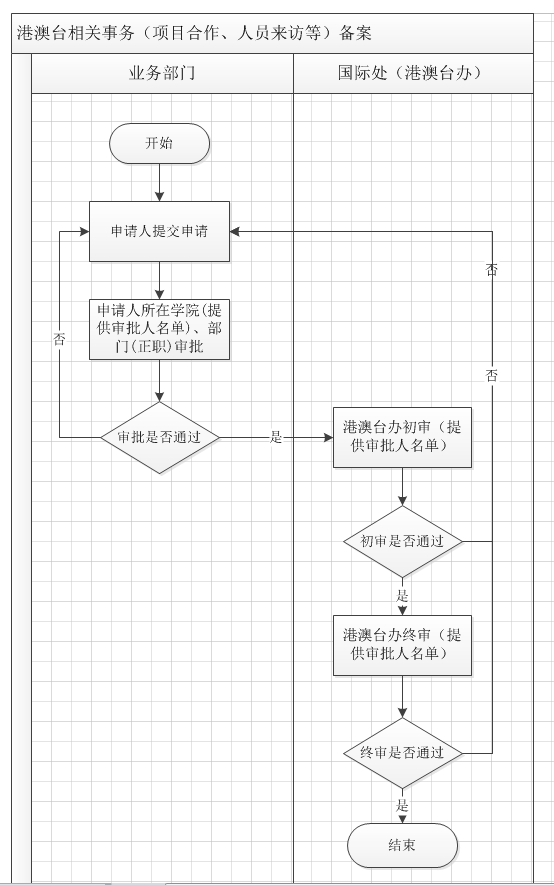 港澳台相关事务（项目合作、人员来访等）备案
业务部门
国际处（港澳台办）
开始
申请人提交申请
否
申请人所在学院(提
供审批人名单)、部
门(正职)审批
否
否
审批是否通过
是
港澳台办初审（提
供审批人名单）
初审是否通过
是
港澳台办终审（提
供审批人名单）
终审是否通过
是
结束